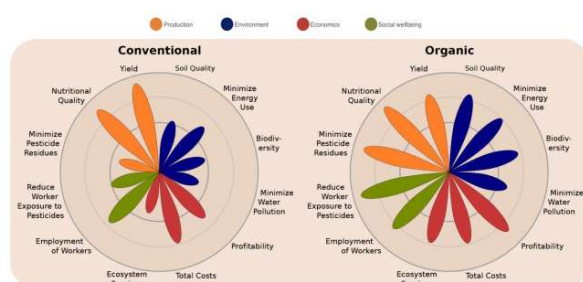 Production Environment Economics Social wellbeing
Conventional
Yield
Soil Quality
Nutritional
Quality
Minimize
Energy
Use
Minimize
Pesticide
Residues
Biodiv-
ersity
Reduce
Worker
Exposure to
Pesticides
Minimize
Water
Pollution
Employment
of Workers
Profitability
Ecosystem
Total Costs
Organic
Yield
Soil Quality
Nutritional
Quality
Minimize
Energy
Use
Minimize
Pesticide
Residues
Biodiv-
ersity
Reduce
Worker
Exposure to
Pesticides
Minimize
Water
Pollution
Employment
of Workers
Profitability
Ecosystem
Total Costs